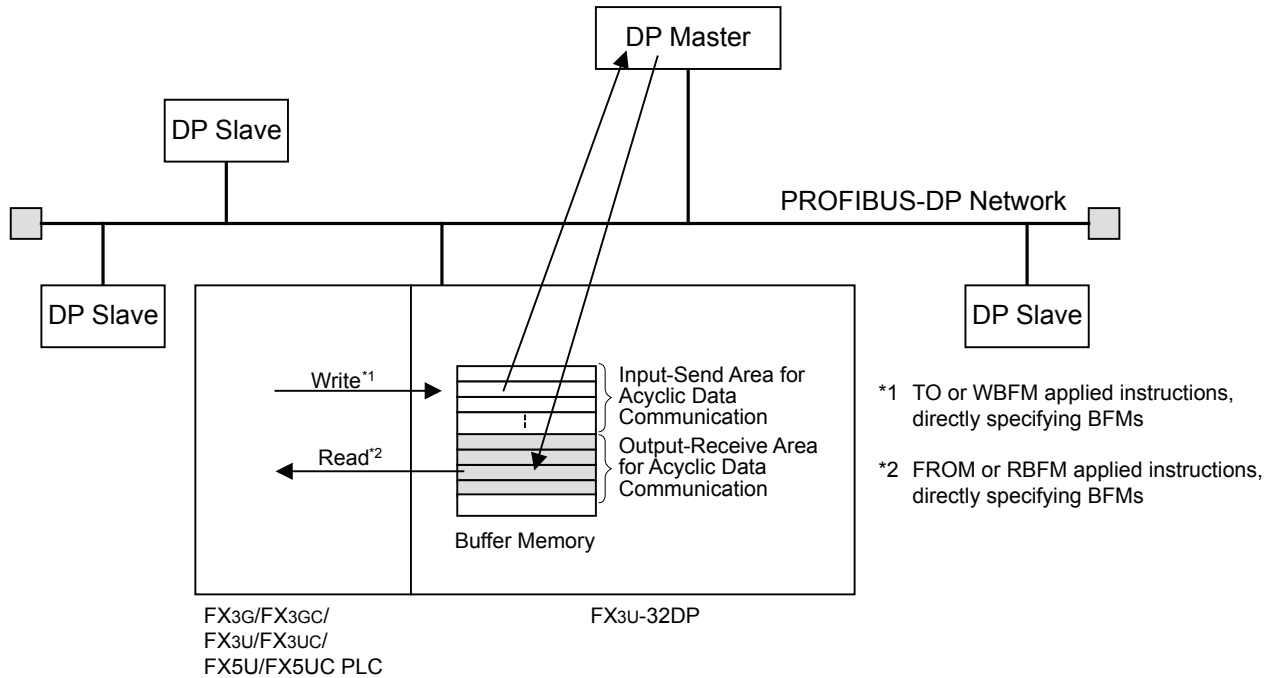 DP Master
DP Slave
PROFIBUS-DP Network
DP Slave
DP Slave
Write*1
Read*2
Input-Send Area for
Acyclic Data
Communication
Output-Receive Area
for Acyclic Data
Communication
Buffer Memory
*1 TO or WBFM applied instructions,
directly specifying BFMs
*2 FROM or RBFM applied instructions,
directly specifying BFMs
FX3G/FX3GC/
FX3U/FX3UC/
FX5U/FX5UC PLC
FX3U-32DP